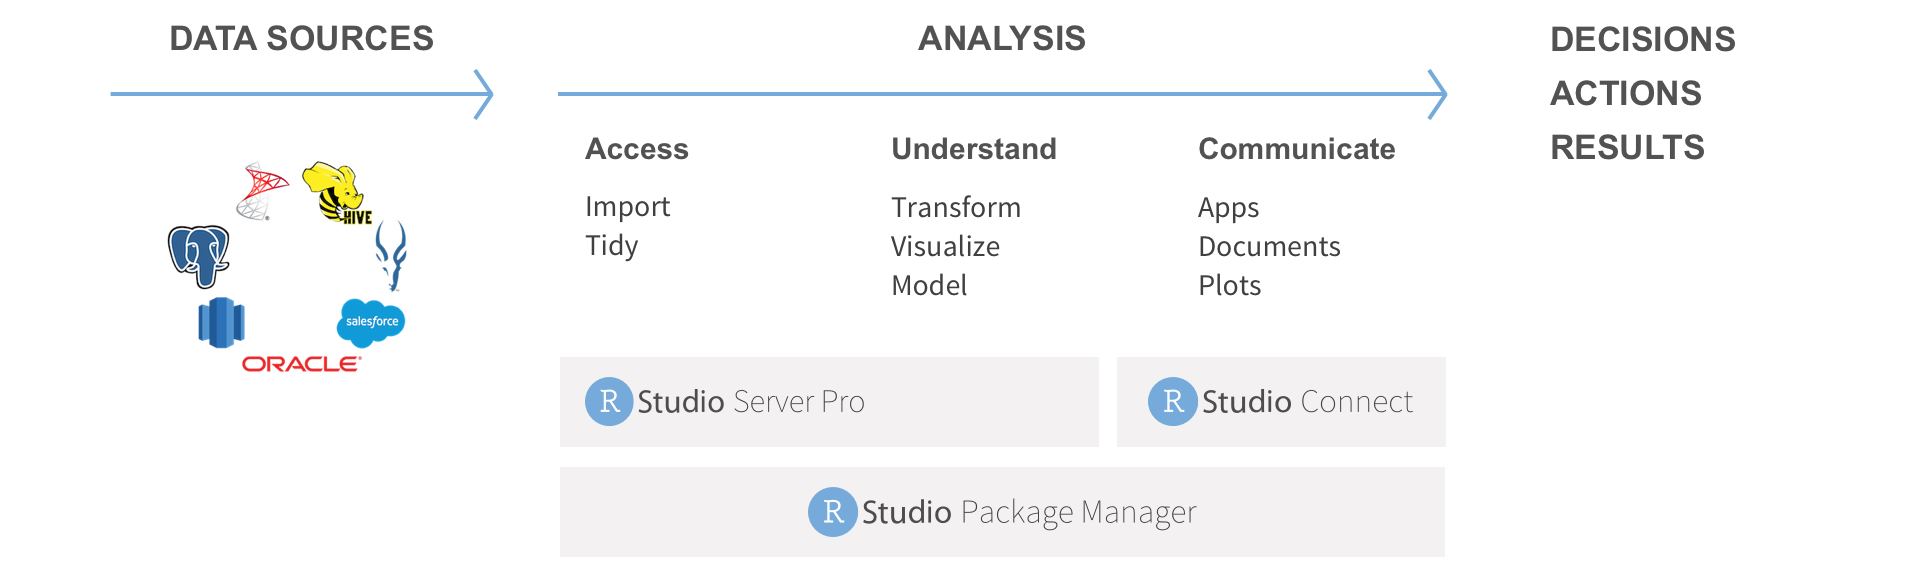 DATA SOURCES
ANALYSIS
DECISIONS
ACTIONS
RESULTS
Access
Import
Tidy
Understand
Transform
Visualize
Model
Communicate
Apps
Documents
Plots
HIVE
salesforce
ORACLE®
R Studio Server Pro
R Studio Connect
R Studio Package Manager